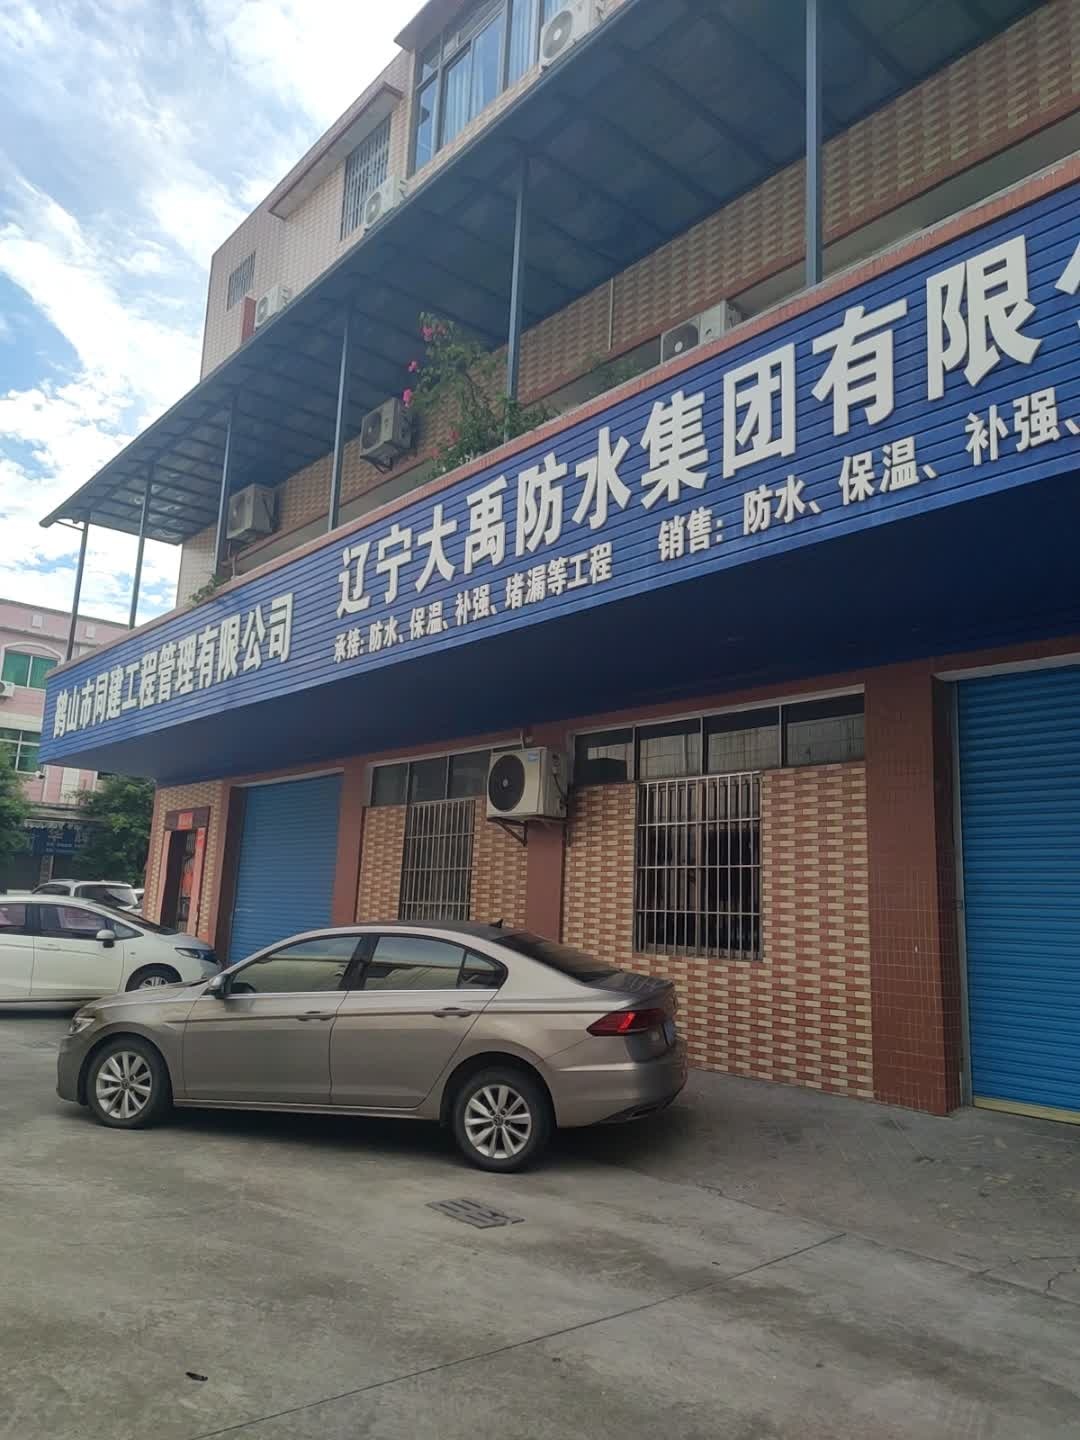 鹤山市同建工程管理有限公司
辽宁大禹防水集团有限
承接：防水、保温、补强、堵漏等工程
销售：防水、保温、补强、